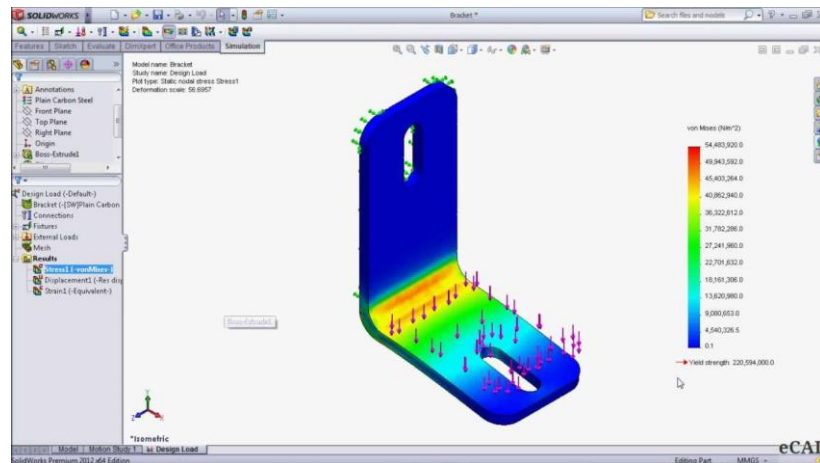 SOLIDWORKS
Bracket *
Search files and models
Features Sketch Evaluate DimXpert Office Products Simulation
Model name: Bracket
Study name: Design Load
Plot type: Static nodal stress Stress1
Deformation scale: 56.6957
Annotations
Plain Carbon Steel
Front Plane
Top Plane
Right Plane
Origin
Boss-Extrude1
Design Load (-Default-)
Bracket (-[SW]Plain Carbon
Connections
Fixtures
External Loads
Mesh
Results
Stress1 (-vonMises-)
Displacement1 (-Res disp
Strain1 (-Equivalent-)
Boss-Extrude1
von Mises (N/m^2)
54,483,920.0
49,943,592.0
45,403,264.0
40,862,940.0
36,322,612.0
31,782,286.0
27,241,960.0
22,701,632.0
18,161,306.0
13,620,980.0
9,080,653.0
4,540,326.5
0.1
Yield strength: 220,594,000.0
*Isometric
Model Motion Study 1 Design Load
SolidWorks Premium 2012 x64 Edition
Editing Part MMGS
eCAD